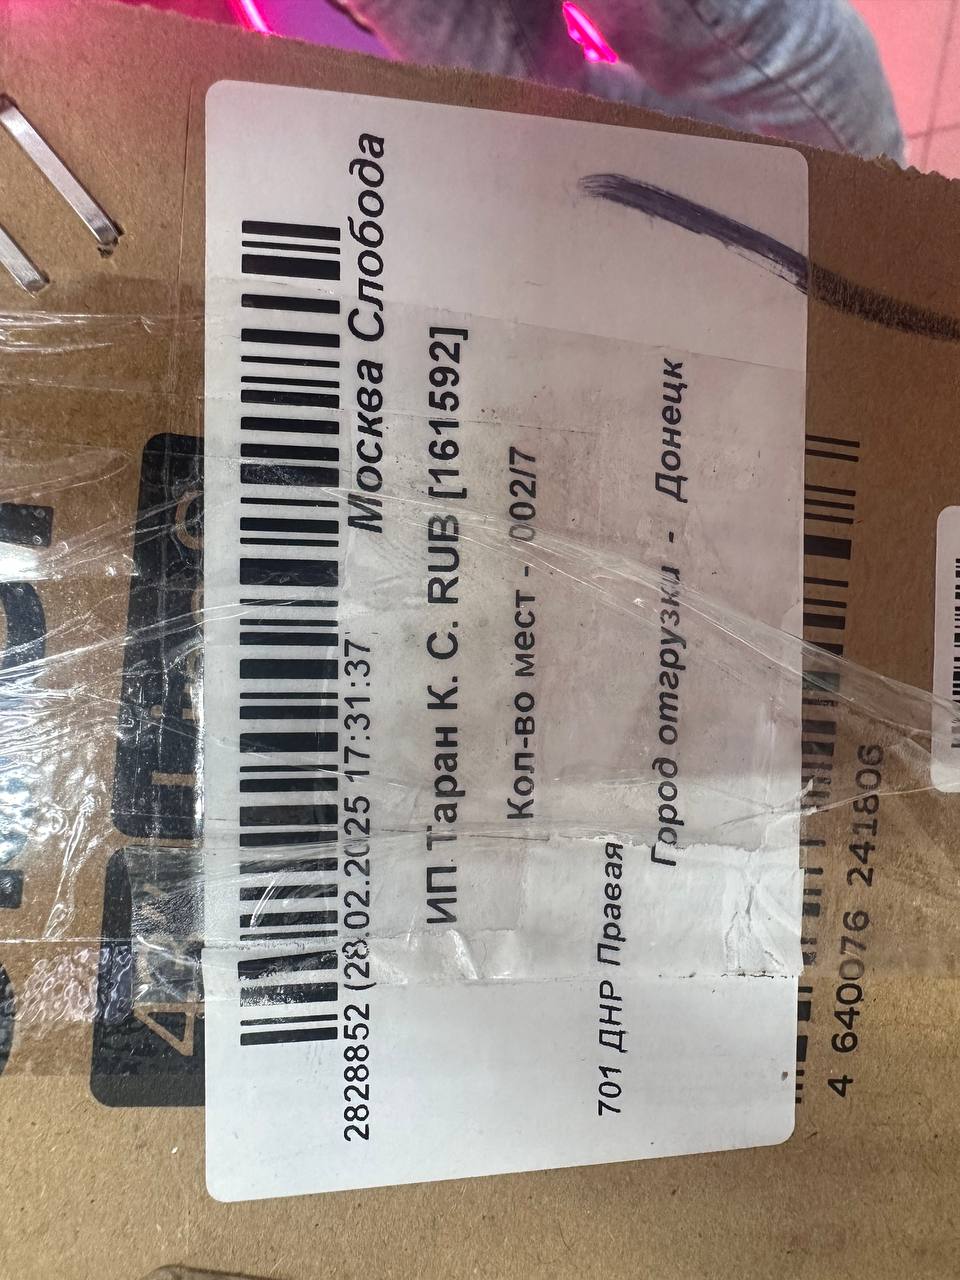 2828852 (28.02.2025 17:31:37
Москва Слобода
ИП Таран К. С. RUB [161592]
Кол-во мест - 002/7
701 ДНР Правая
Город отгрузки - Донецк
4 640076 241806